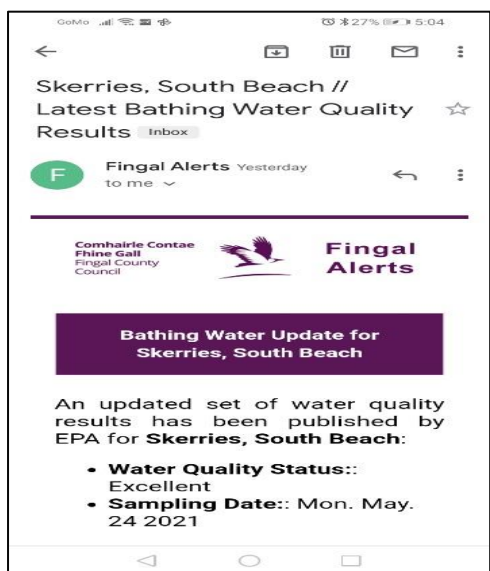 GoMo 27% 5:04
Skerries, South Beach //
Latest Bathing Water Quality
Results Inbox
F
Fingal Alerts Yesterday
to me
Comhairle Contae
Fhine Gall
Fingal County
Council
Fingal
Alerts
Bathing Water Update for
Skerries, South Beach
An updated set of water quality
results has been published by
EPA for Skerries, South Beach:
• Water Quality Status::
Excellent
• Sampling Date:: Mon. May.
24 2021